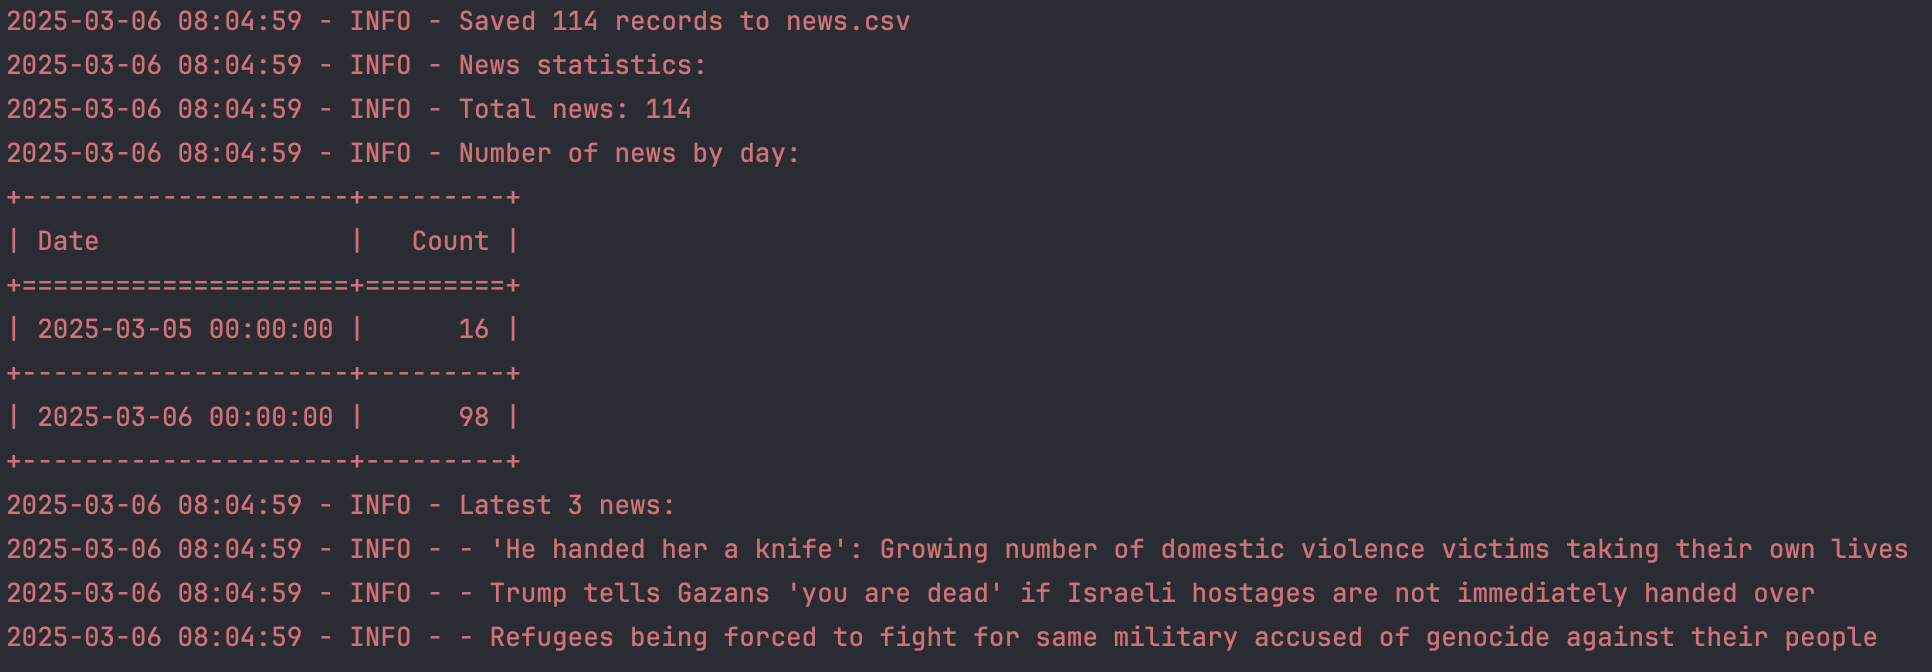 2025-03-06 08:04:59 - INFO - Saved 114 records to news.csv
2025-03-06 08:04:59 - INFO - News statistics:
2025-03-06 08:04:59 - INFO - Total news: 114
2025-03-06 08:04:59 - INFO - Number of news by day:
+---------------------+---------+
| Date                |   Count |
+=====================+=========+
| 2025-03-05 00:00:00 |      16 |
+---------------------+---------+
| 2025-03-06 00:00:00 |      98 |
+---------------------+---------+
2025-03-06 08:04:59 - INFO - Latest 3 news:
2025-03-06 08:04:59 - INFO - - 'He handed her a knife': Growing number of domestic violence victims taking their own lives
2025-03-06 08:04:59 - INFO - - Trump tells Gazans 'you are dead' if Israeli hostages are not immediately handed over
2025-03-06 08:04:59 - INFO - - Refugees being forced to fight for same military accused of genocide against their people